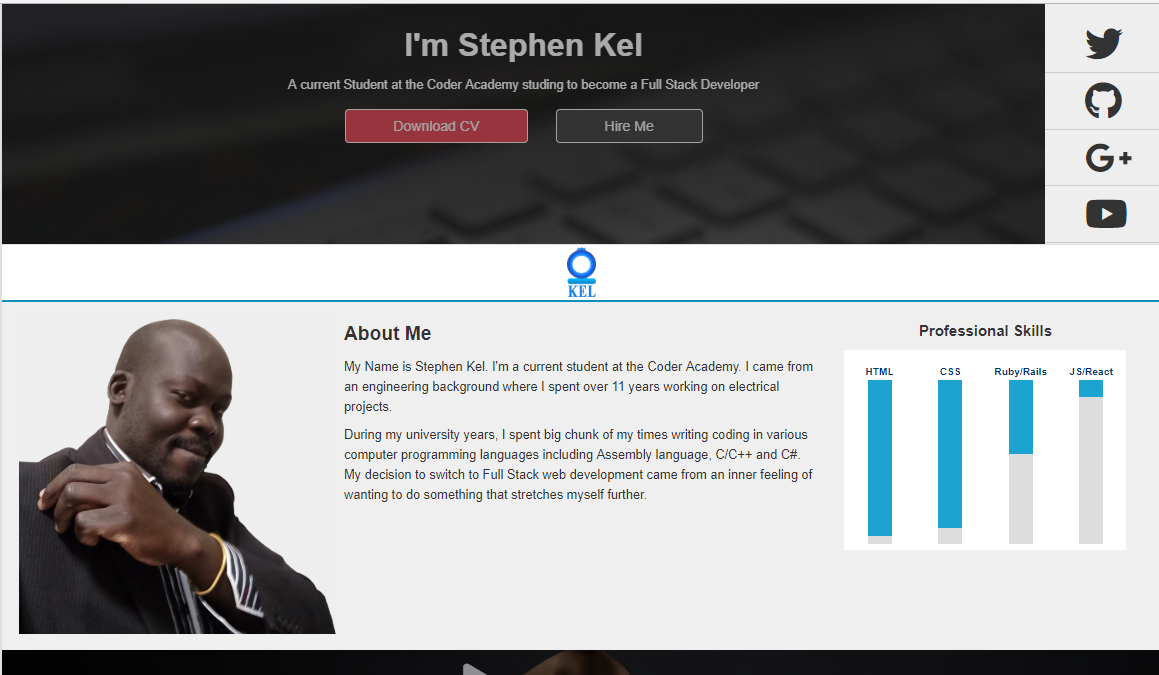 I'm Stephen Kel
A current Student at the Coder Academy studing to become a Full Stack Developer
Download CV
Hire Me
KEL
About Me
My Name is Stephen Kel. I'm a current student at the Coder Academy. I came from
an engineering background where I spent over 11 years working on electrical
projects.
During my university years, I spent big chunk of my times writing coding in various
computer programming languages including Assembly language, C/C++ and C#.
My decision to switch to Full Stack web development came from an inner feeling of
wanting to do something that stretches myself further.
Professional Skills
HTML
CSS
Ruby/Rails
JS/React